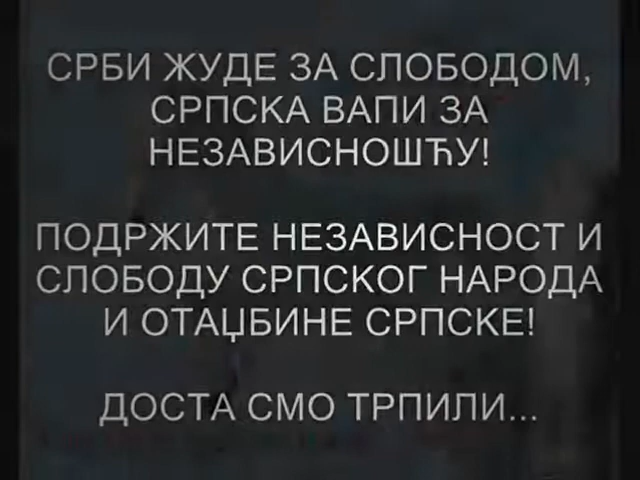 СРБИ ЖУДЕ ЗА СЛОБОДОМ,
СРПСКА ВАПИ ЗА
НЕЗАВИСНОШЋУ!
ПОДРЖИТЕ НЕЗАВИСНОСТ И
СЛОБОДУ СРПСКОГ НАРОДА
И ОТАЏБИНЕ СРПСКЕ!
ДОСТА СМО ТРПИЛИ...